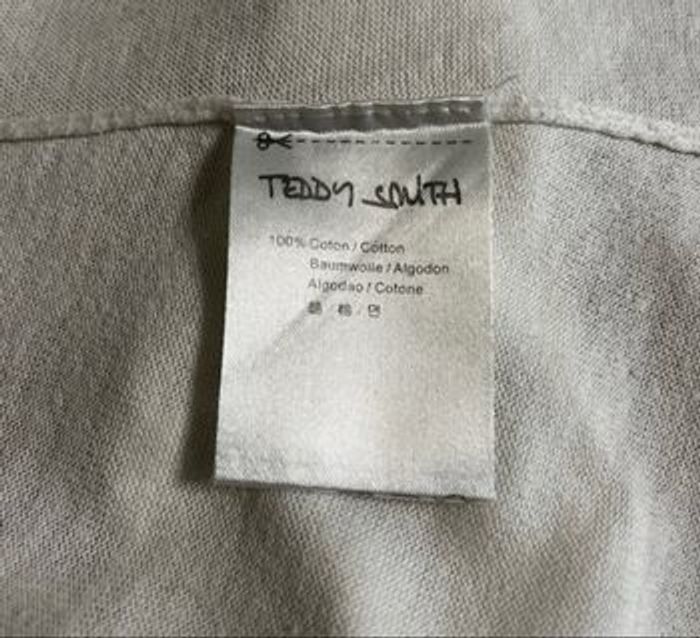 TEDDY SMITH
100% Coton / Cotton
Baumwolle / Algodon
Algodao / Cotone